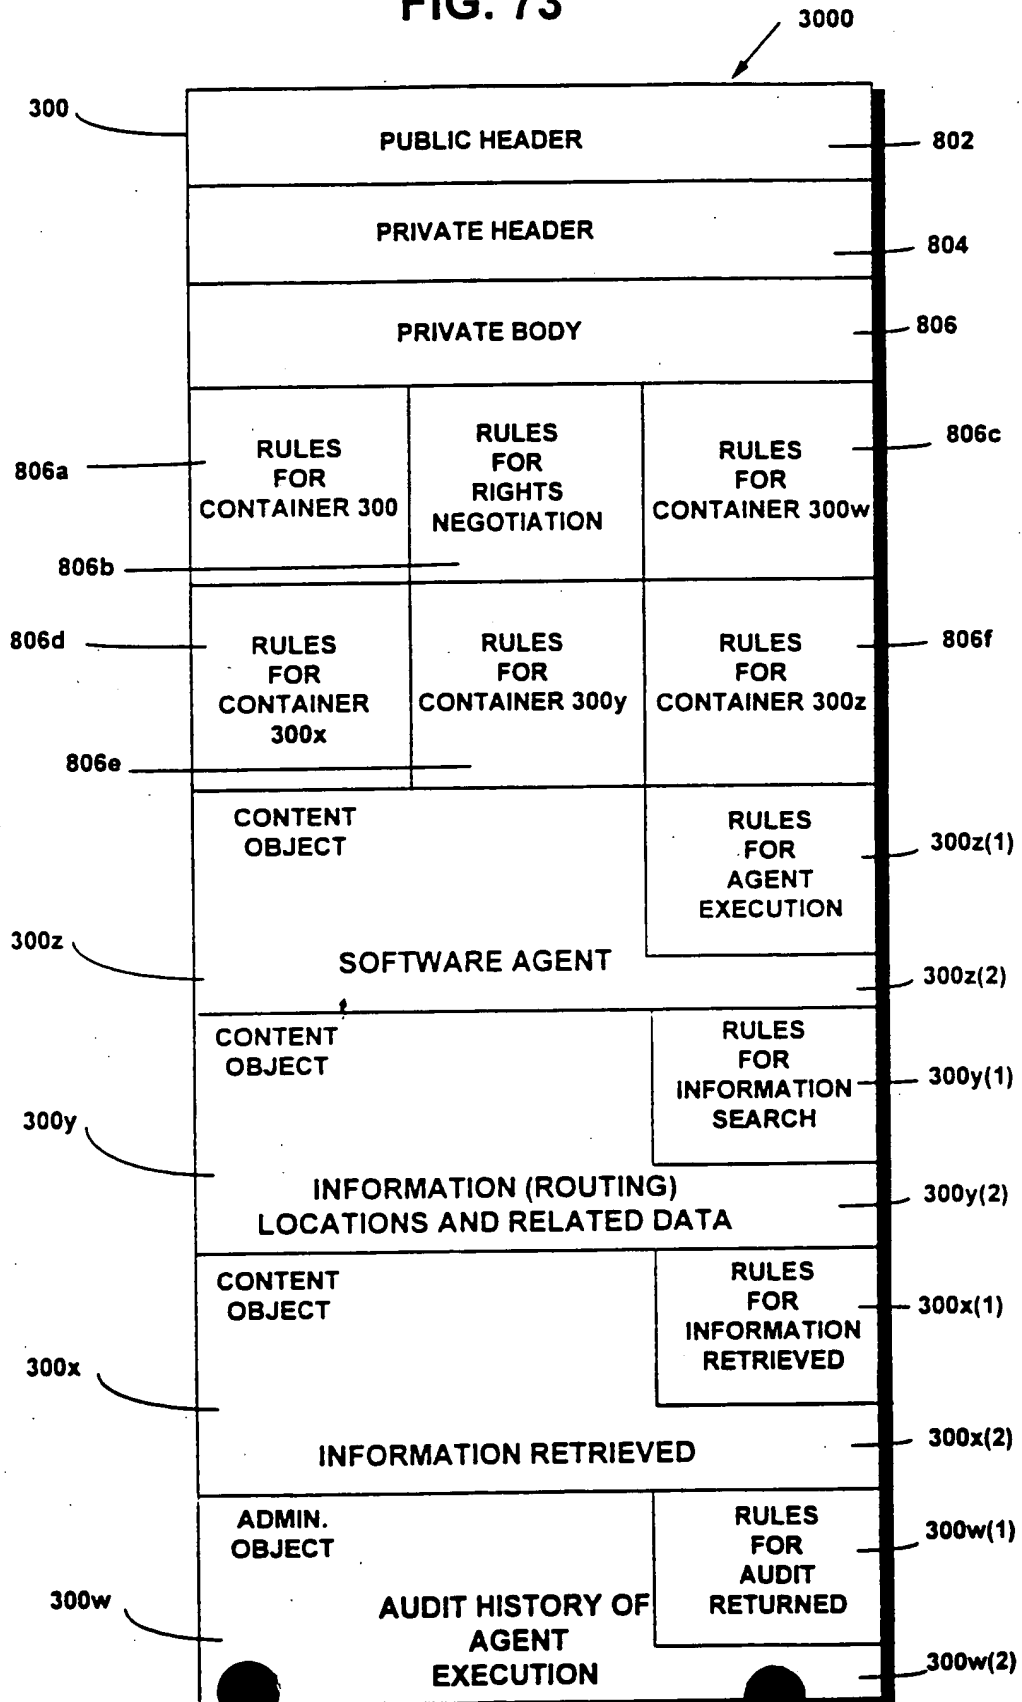 FIG. 73
3000
300
PUBLIC HEADER
802
PRIVATE HEADER
804
PRIVATE BODY
806
806a
RULES
FOR
CONTAINER 300
RULES
FOR
RIGHTS
NEGOTIATION
806b
RULES
FOR
CONTAINER 300w
806c
806d
RULES
FOR
CONTAINER
300x
RULES
FOR
CONTAINER 300y
806e
RULES
FOR
CONTAINER 300z
806f
CONTENT
OBJECT
RULES
FOR
AGENT
EXECUTION
300z(1)
300z
SOFTWARE AGENT
300z(2)
CONTENT
OBJECT
RULES
FOR
INFORMATION
SEARCH
300y(1)
300y
INFORMATION (ROUTING)
LOCATIONS AND RELATED DATA
300y(2)
CONTENT
OBJECT
RULES
FOR
INFORMATION
RETRIEVED
300x(1)
300x
INFORMATION RETRIEVED
300x(2)
ADMIN.
OBJECT
RULES
FOR
AUDIT
RETURNED
300w(1)
300w
AUDIT HISTORY OF
AGENT
EXECUTION
300w(2)